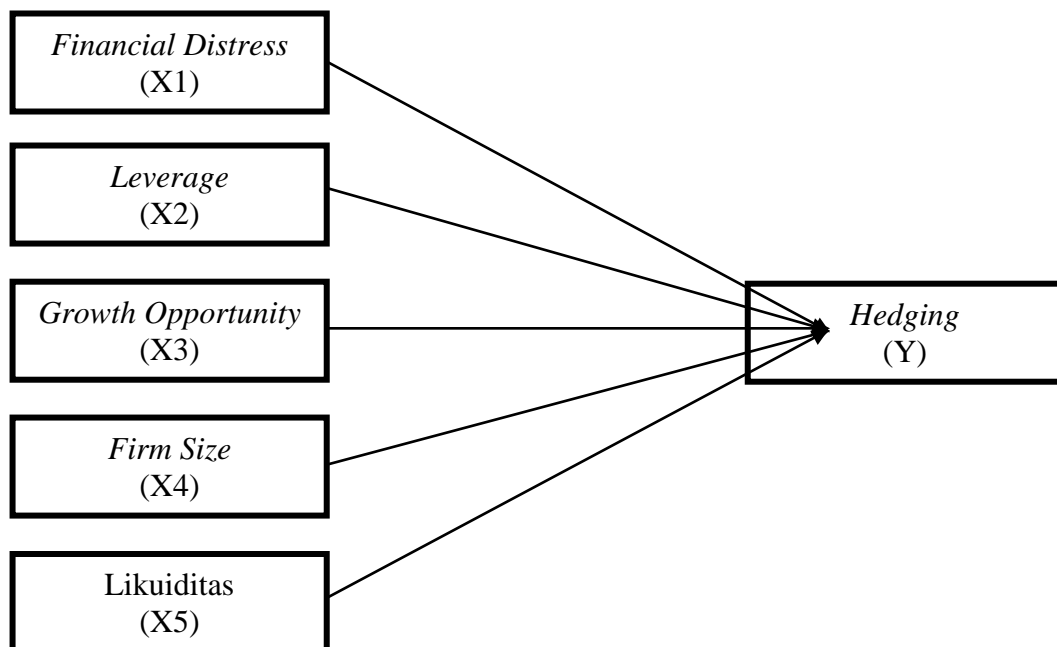 Financial Distress
(X1)
Leverage
(X2)
Growth Opportunity
(X3)
Firm Size
(X4)
Likuiditas
(X5)
Hedging
(Y)